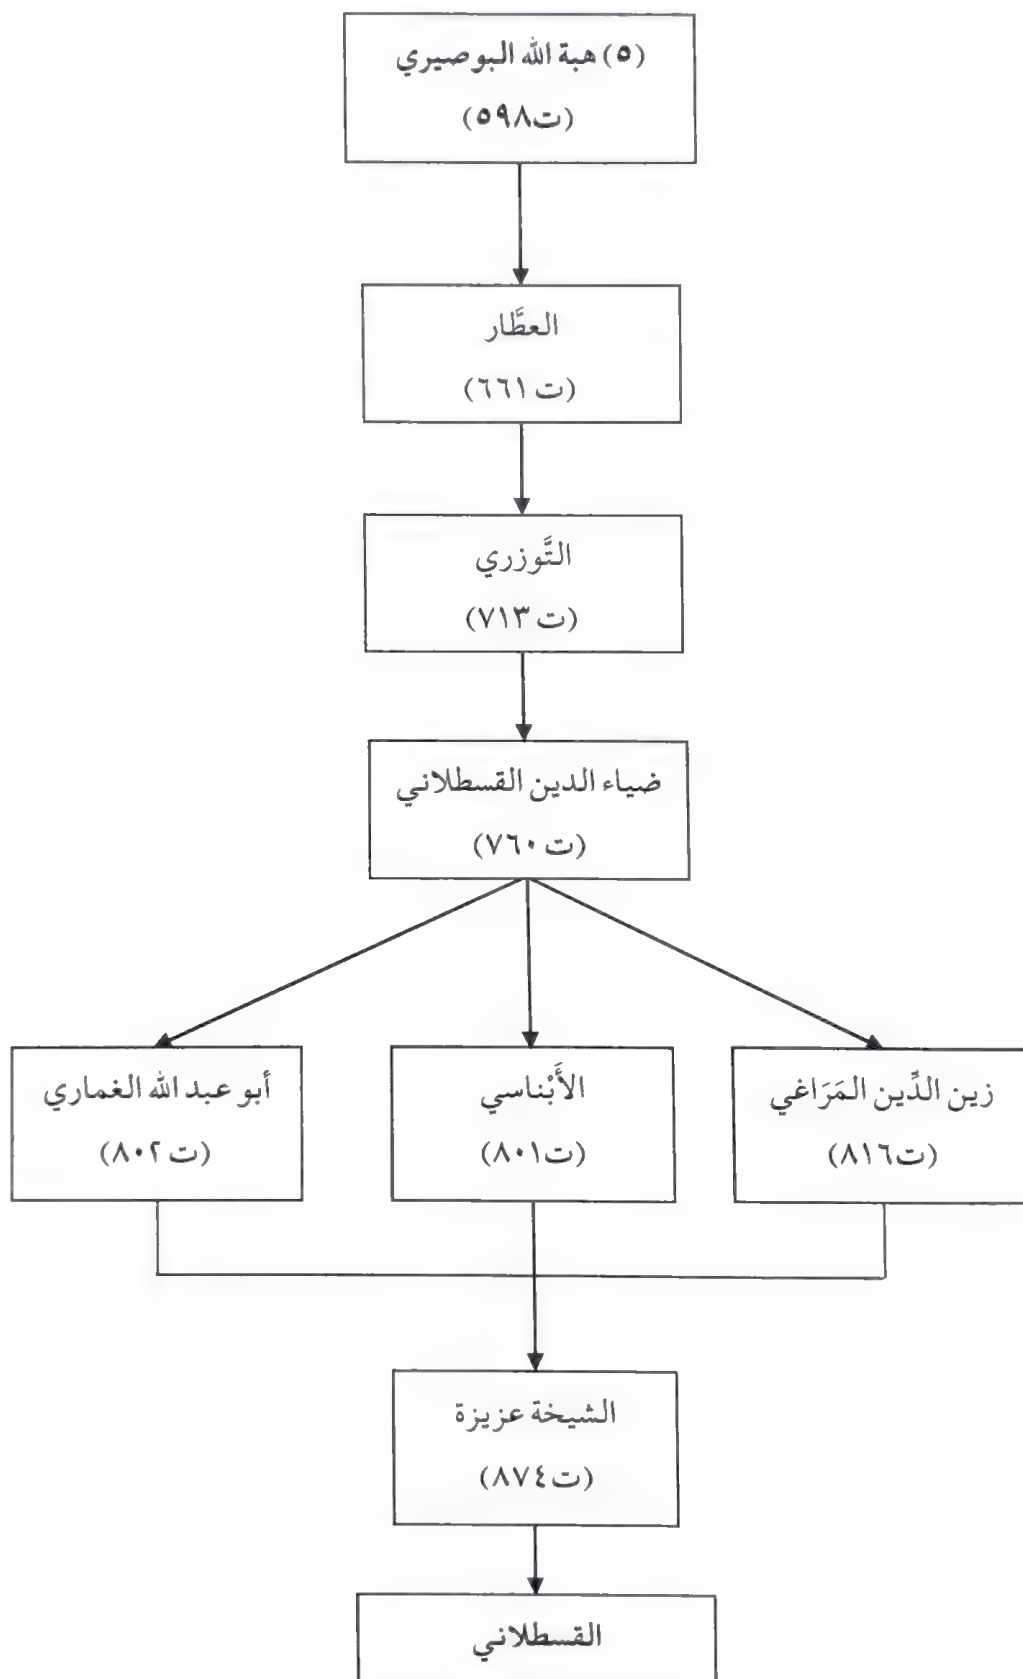 (٥) هبة الله البوصيري
(ت٥٩٨)
العطَّار
(ت ٦٦١)
التَّوزري
(ت ٧١٣)
ضياء الدين القسطلاني
(ت ٧٦٠)
زين الدِّين المَرَاغي
(ت٨١٦)
الأَبْناسي
(ت٨٠١)
أبو عبد الله الغماري
(ت ٨٠٢)
الشيخة عزيزة
(ت٨٧٤)
القسطلاني